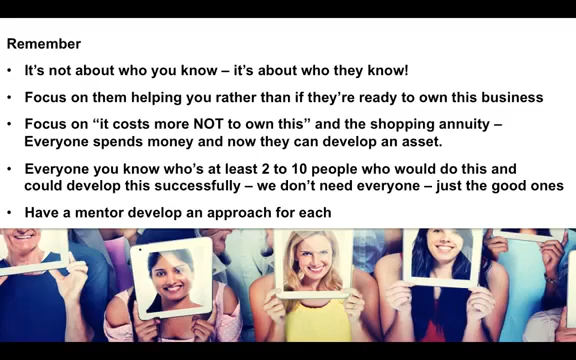 Remember
• It's not about who you know – it's about who they know!
• Focus on them helping you rather than if they're ready to own this business
• Focus on "it costs more NOT to own this" and the shopping annuity –
Everyone spends money and now they can develop an asset.
• Everyone you know who's at least 2 to 10 people who would do this and
could develop this successfully – we don't need everyone – just the good ones
• Have a mentor develop an approach for each